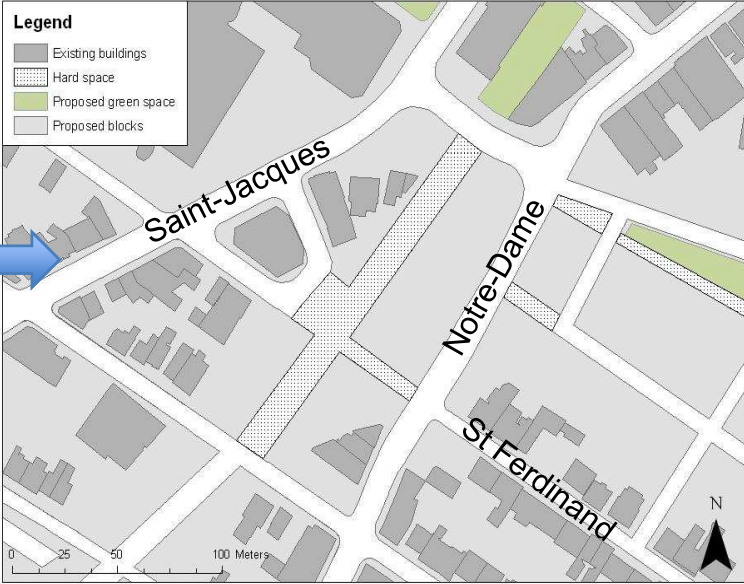 Legend
Existing buildings
Hard space
Proposed green space
Proposed blocks
Saint-Jacques
Notre-Dame
St Ferdinand
N
0 25 50 100 Meters